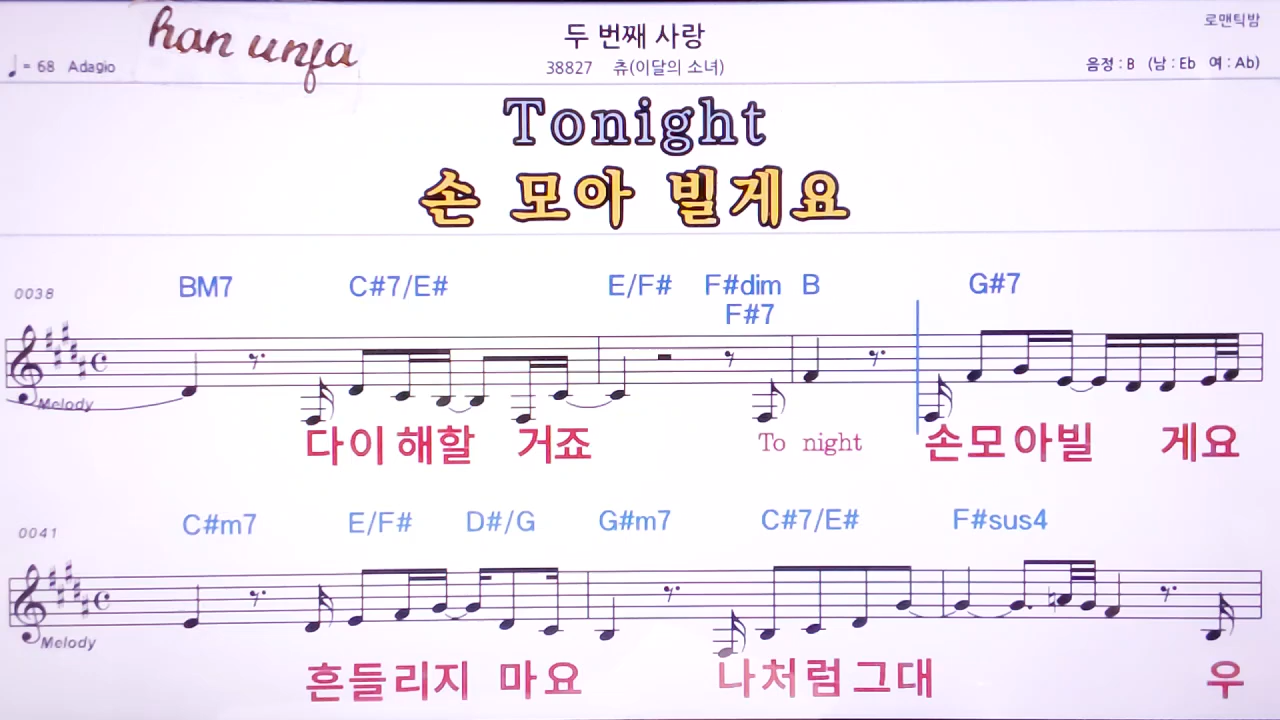 han unja
두 번째 사랑
로맨틱밤
♩= 68 Adagio
38827 츄(이달의 소녀)
음정 : B (남 : Eb 여 : Ab)
Tonight
손 모아 빌게요
0038
BM7 C#7/E# E/F# F#dim B G#7
F#7
Melody
다이해할 거죠 To night 손모아빌 게요
0041
C#m7 E/F# D#/G G#m7 C#7/E# F#sus4
Melody
흔들리지 마요 나처럼그대 우